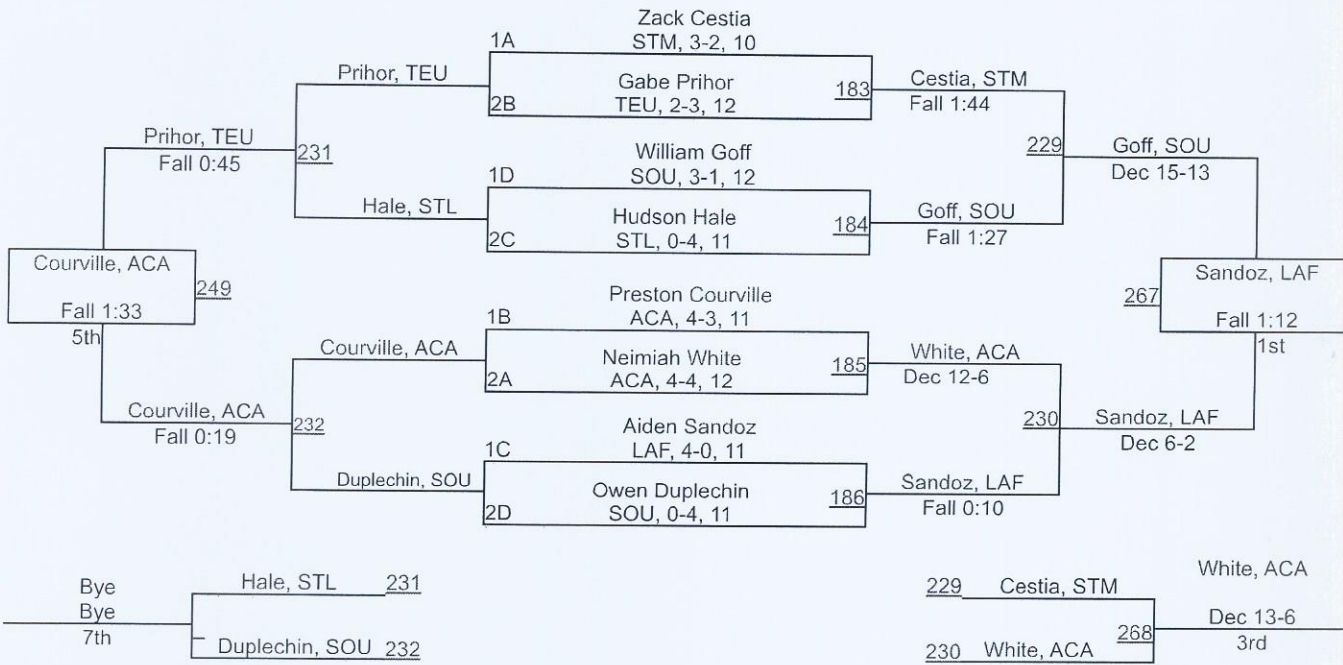 Zack Cestia
1A STM, 3-2, 10
Prihor, TEU
Gabe Prihor
183
Cestia, STM
2B TEU, 2-3, 12
Fall 1:44
Prihor, TEU
Fall 0:45
231
William Goff
229
Goff, SOU
Dec 15-13
1D SOU, 3-1, 12
Hale, STL
Hudson Hale
184
Goff, SOU
2C STL, 0-4, 11
Fall 1:27
Courville, ACA
249
Fall 1:33
5th
Sandoz, LAF
267
Fall 1:12
1st
Preston Courville
1B ACA, 4-3, 11
Courville, ACA
Neimiah White
185
White, ACA
2A ACA, 4-4, 12
Dec 12-6
Courville, ACA
Fall 0:19
232
Aiden Sandoz
230
Sandoz, LAF
Dec 6-2
1C LAF, 4-0, 11
Duplechin, SOU
Owen Duplechin
186
Sandoz, LAF
2D SOU, 0-4, 11
Fall 0:10
Bye
Bye
7th
Hale, STL 231
Duplechin, SOU 232
229 Cestia, STM
230 White, ACA
268
White, ACA
Dec 13-6
3rd